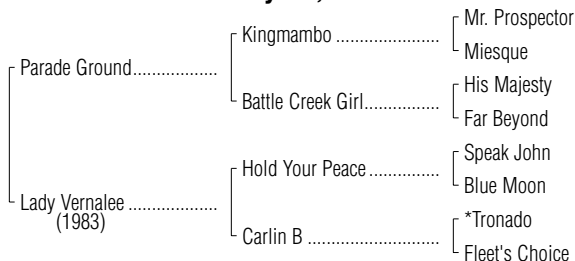 Mr. Prospector
Kingmambo ........................
Miesque
Parade Ground..................
His Majesty
Battle Creek Girl.................
Far Beyond
Speak John
Hold Your Peace ................
Blue Moon
Lady Vernalee ...................
(1983)
*Tronado
Carlin B .............................
Fleet's Choice